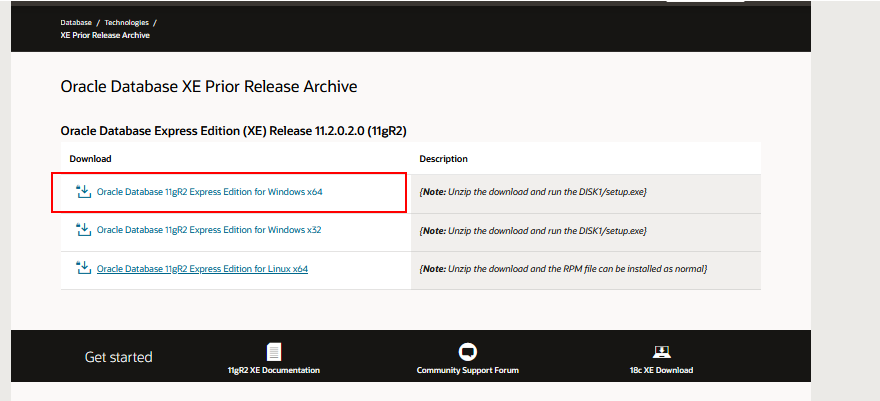 Database / Technologies /
XE Prior Release Archive
Oracle Database XE Prior Release Archive
Oracle Database Express Edition (XE) Release 11.2.0.2.0 (11gR2)
Download Description
Oracle Database 11gR2 Express Edition for Windows x64 {Note: Unzip the download and run the DISK1/setup.exe}
Oracle Database 11gR2 Express Edition for Windows x32 {Note: Unzip the download and run the DISK1/setup.exe}
Oracle Database 11gR2 Express Edition for Linux x64 {Note: Unzip the download and the RPM file can be installed as normal}
Get started
11gR2 XE Documentation Community Support Forum 18c XE Download